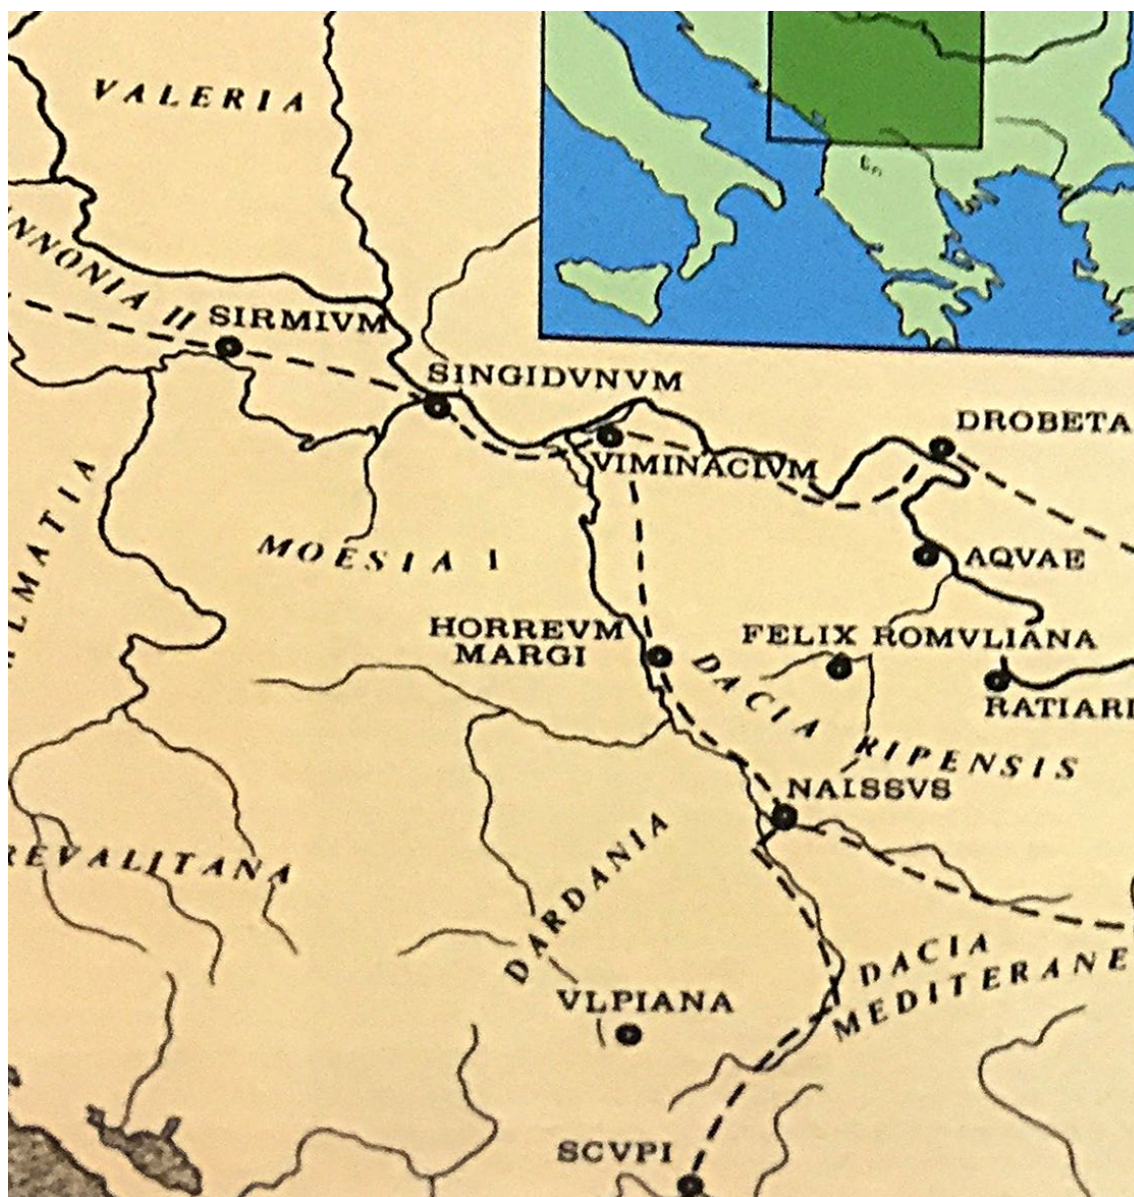 VALERIA
NNONIA II
SIRMIVM
SINGIDVNVM
DROBETA
VIMINACIVM
LMATIA
MOESIA I
AQVAE
HORREVM
MARGI
FELIX ROMVLIANA
DACIA
RIPENSIS
RATIARI
NAISSVS
REVALITANA
DARDANIA
DACIA
MEDITERANE
VLPIANA
SCVPI